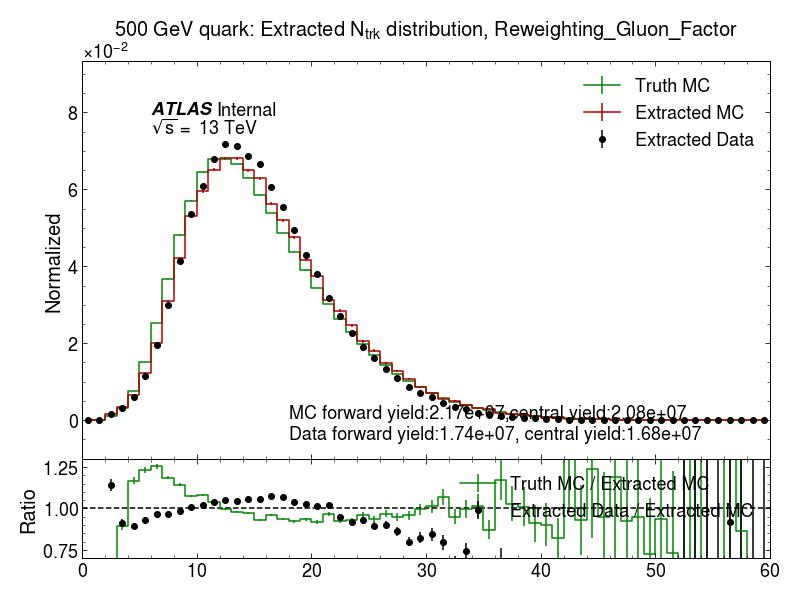 500 GeV quark: Extracted N_trk distribution, Reweighting_Gluon_Factor
×10⁻²
ATLAS Internal
√s = 13 TeV
Truth MC
Extracted MC
Extracted Data
8
6
4
2
0
Normalized
MC forward yield:2.17e+07,central yield:2.08e+07
Data forward yield:1.74e+07, central yield:1.68e+07
1.25
1.00
0.75
Ratio
Truth MC / Extracted MC
Extracted Data / Extracted MC
0 10 20 30 40 50 60